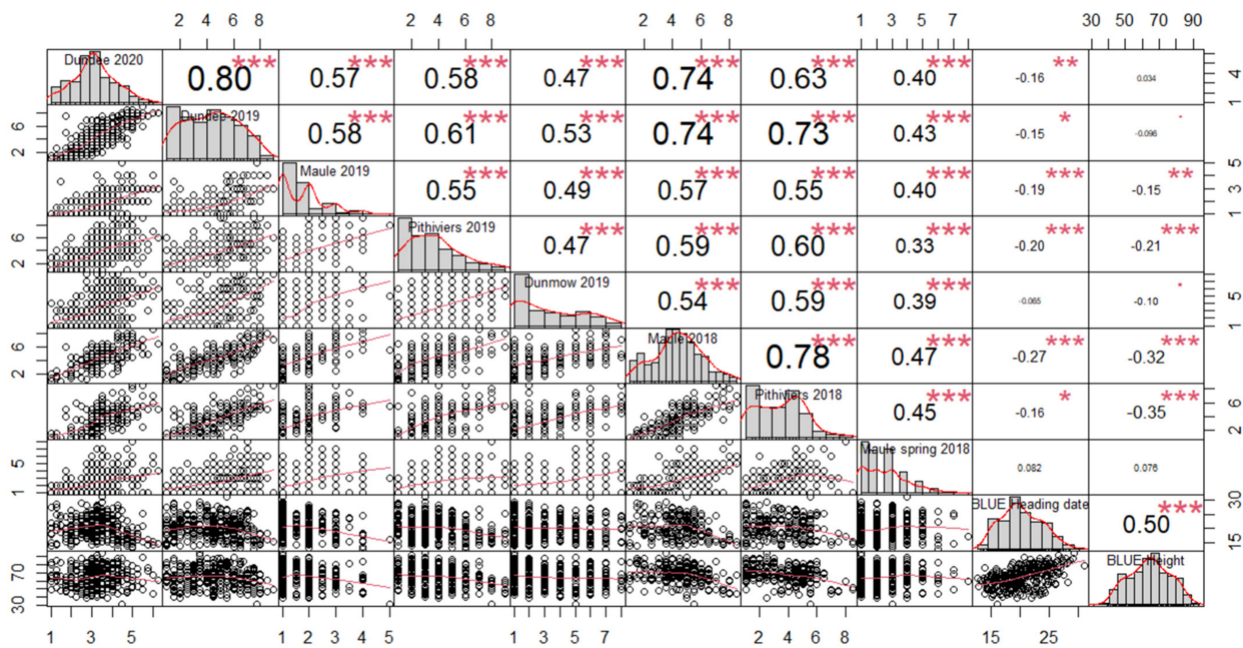 2 4 6 8 1 2 3 4 5 2 4 6 8 1 3 5 7 30 50 70 90
Dundee 2020 0.80 *** 0.57 *** 0.58 *** 0.47 *** 0.74 *** 0.63 *** 0.40 *** -0.16 ** 0.034 1 4
2 6 Dundee 2019 0.58 *** 0.61 *** 0.53 *** 0.74 *** 0.73 *** 0.43 *** -0.15 * -0.096 *
Maule 2019 0.55 *** 0.49 *** 0.57 *** 0.55 *** 0.40 *** -0.19 *** -0.15 ** 1 3 5
2 6 Pithiviers 2019 0.47 *** 0.59 *** 0.60 *** 0.33 *** -0.20 *** -0.21 ***
Dunmow 2019 0.54 *** 0.59 *** 0.39 *** -0.065 -0.10 * 1 5
2 6 Maule 2018 0.78 *** 0.47 *** -0.27 *** -0.32 ***
Pithiviers 2018 0.45 *** -0.16 * -0.35 *** 2 6
1 5 Maule spring 2018 0.082 0.076
BLUE Heading date 0.50 *** 15 30
30 70 BLUE Height
1 3 5 2 4 6 8 1 3 5 7 2 4 6 8 15 25